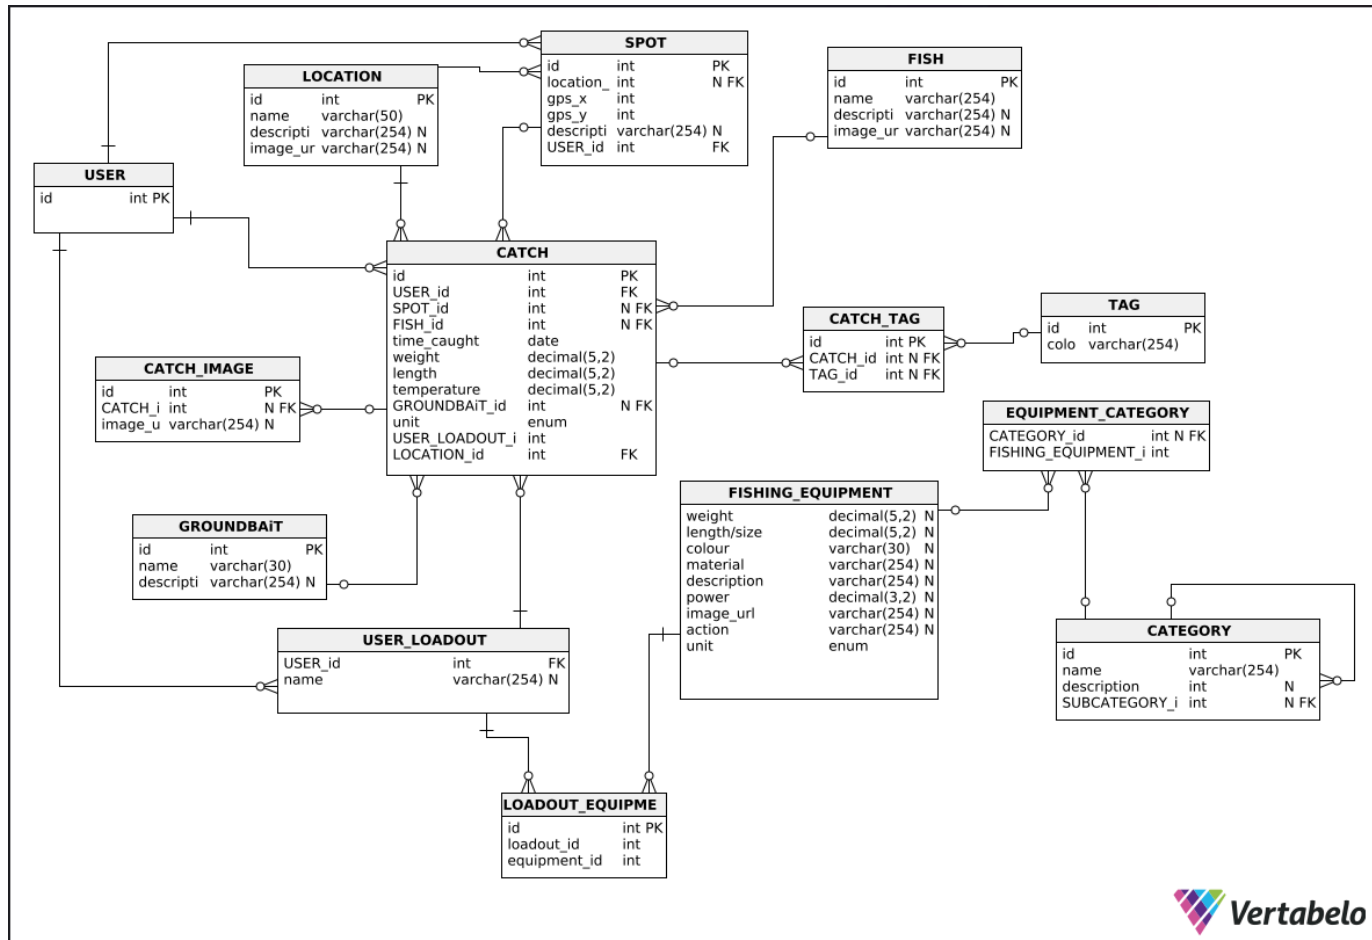 SPOT
id int PK
location_ int N FK
gps_x int
gps_y int
descripti varchar(254) N
USER_id int FK
FISH
id int PK
name varchar(254)
descripti varchar(254) N
image_ur varchar(254) N
LOCATION
id int PK
name varchar(50)
descripti varchar(254) N
image_ur varchar(254) N
USER
id int PK
CATCH
id int PK
USER_id int FK
SPOT_id int N FK
FISH_id int N FK
time_caught date
weight decimal(5,2)
length decimal(5,2)
temperature decimal(5,2)
GROUNDBAiT_id int N FK
unit enum
USER_LOADOUT_i int
LOCATION_id int FK
CATCH_TAG
id int PK
CATCH_id int N FK
TAG_id int N FK
TAG
id int PK
colo varchar(254)
CATCH_IMAGE
id int PK
CATCH_i int N FK
image_u varchar(254) N
EQUIPMENT_CATEGORY
CATEGORY_id int N FK
FISHING_EQUIPMENT_i int
FISHING_EQUIPMENT
weight decimal(5,2) N
length/size decimal(5,2) N
colour varchar(30) N
material varchar(254) N
description varchar(254) N
power decimal(3,2) N
image_url varchar(254) N
action varchar(254) N
unit enum
GROUNDBAiT
id int PK
name varchar(30)
descripti varchar(254) N
USER_LOADOUT
USER_id int FK
name varchar(254) N
CATEGORY
id int PK
name varchar(254)
description int N
SUBCATEGORY_i int N FK
LOADOUT_EQUIPME
id int PK
loadout_id int
equipment_id int
Vertabelo